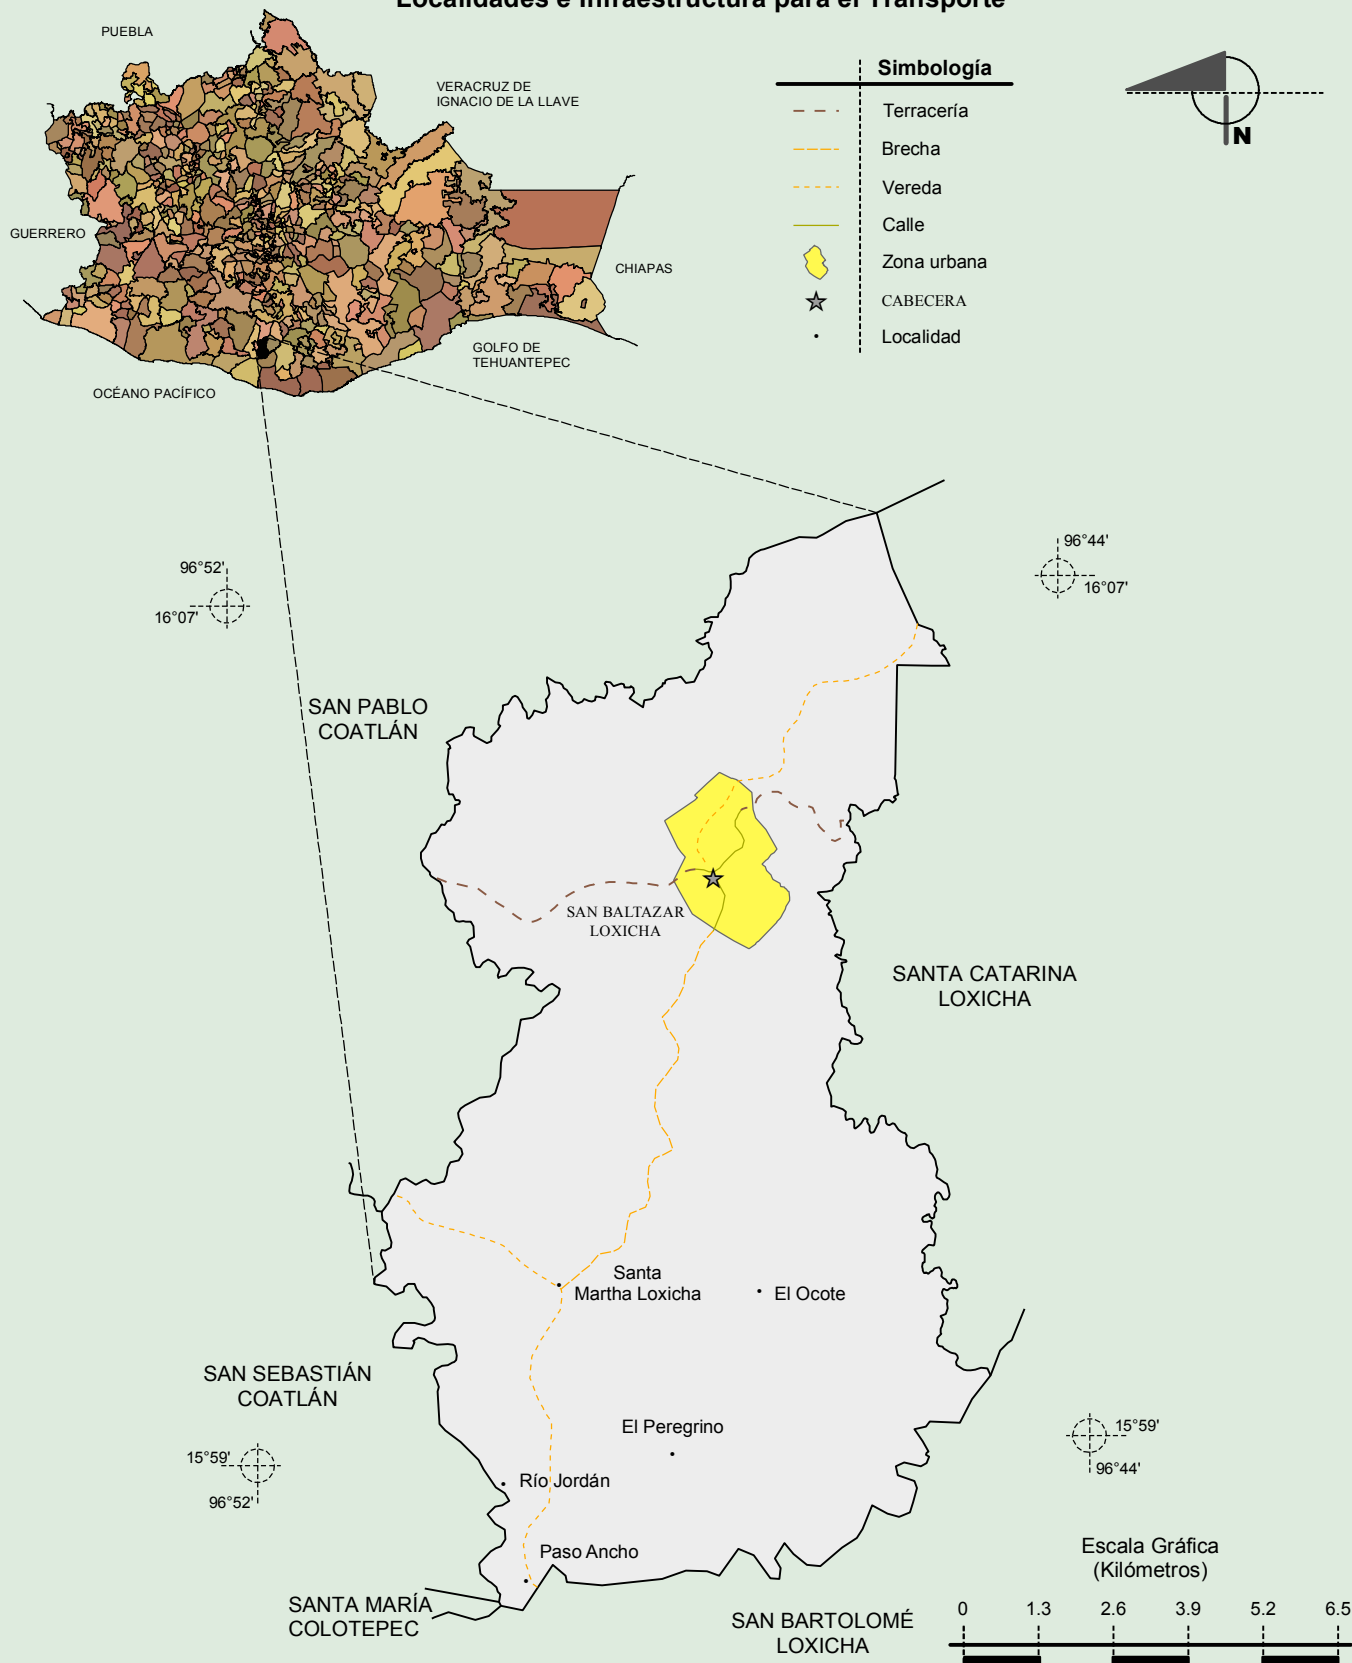 Localidades e Infraestructura para el Transporte
PUEBLA
VERACRUZ DE
IGNACIO DE LA LLAVE
GUERRERO
CHIAPAS
GOLFO DE
TEHUANTEPEC
OCÉANO PACÍFICO
Simbología
Terracería
Brecha
Vereda
Calle
Zona urbana
CABECERA
Localidad
N
96°52'
16°07'
96°44'
16°07'
SAN PABLO
COATLÁN
SAN BALTAZAR
LOXICHA
SANTA CATARINA
LOXICHA
Santa
Martha Loxicha
El Ocote
SAN SEBASTIÁN
COATLÁN
El Peregrino
15°59'
96°52'
15°59'
96°44'
Río Jordán
Paso Ancho
SANTA MARÍA
COLOTEPEC
SAN BARTOLOMÉ
LOXICHA
Escala Gráfica
(Kilómetros)
0 1.3 2.6 3.9 5.2 6.5